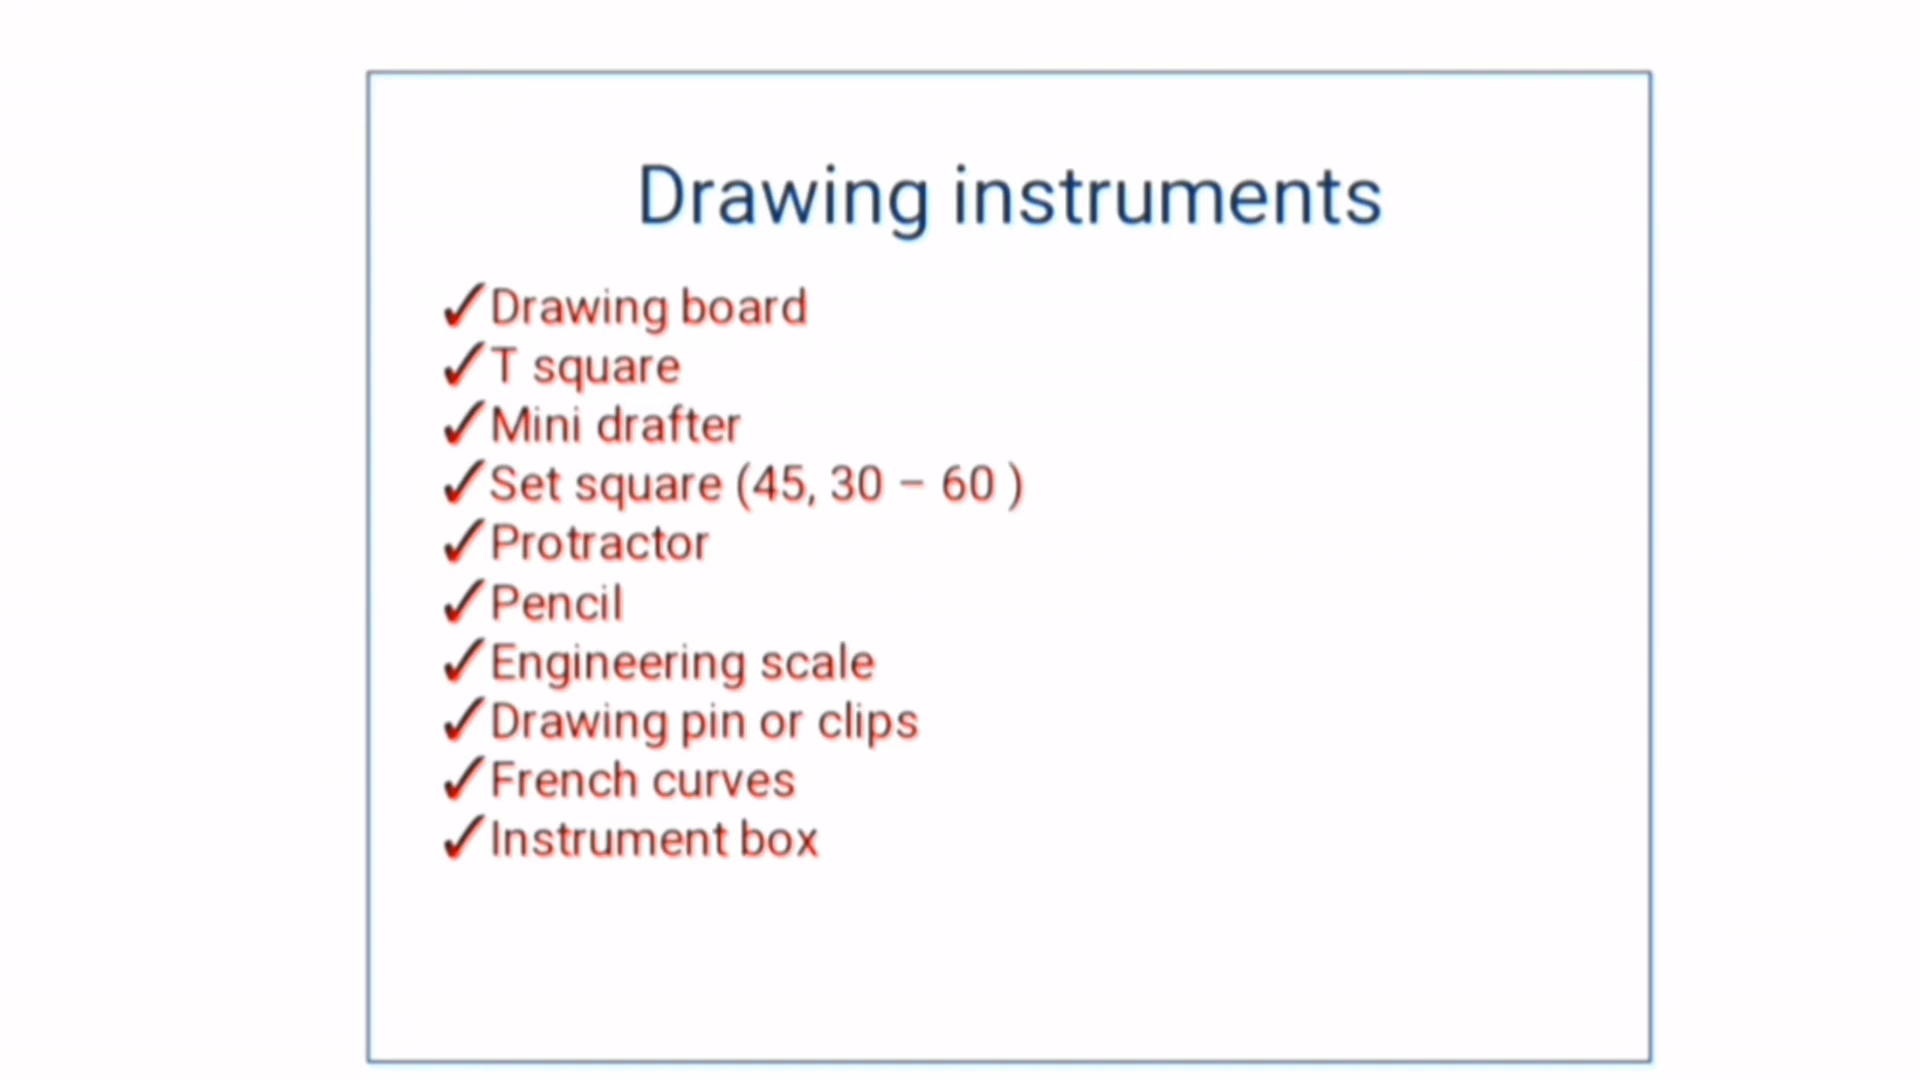 Drawing instruments
✓Drawing board
✓T square
✓Mini drafter
✓Set square (45, 30 – 60 )
✓Protractor
✓Pencil
✓Engineering scale
✓Drawing pin or clips
✓French curves
✓Instrument box